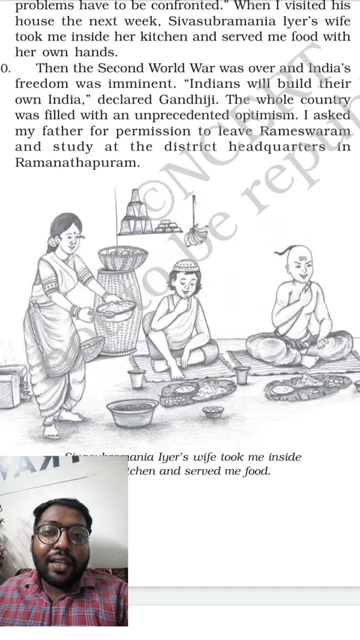 problems have to be confronted." When I visited his
house the next week, Sivasubramania Iyer's wife
took me inside her kitchen and served me food with
her own hands.
0. Then the Second World War was over and India's
freedom was imminent. "Indians will build their
own India," declared Gandhiji. The whole country
was filled with an unprecedented optimism. I asked
my father for permission to leave Rameswaram
and study at the district headquarters in
Ramanathapuram.
© NCERT
to be republ
Iyer's wife took me inside
and served me food.